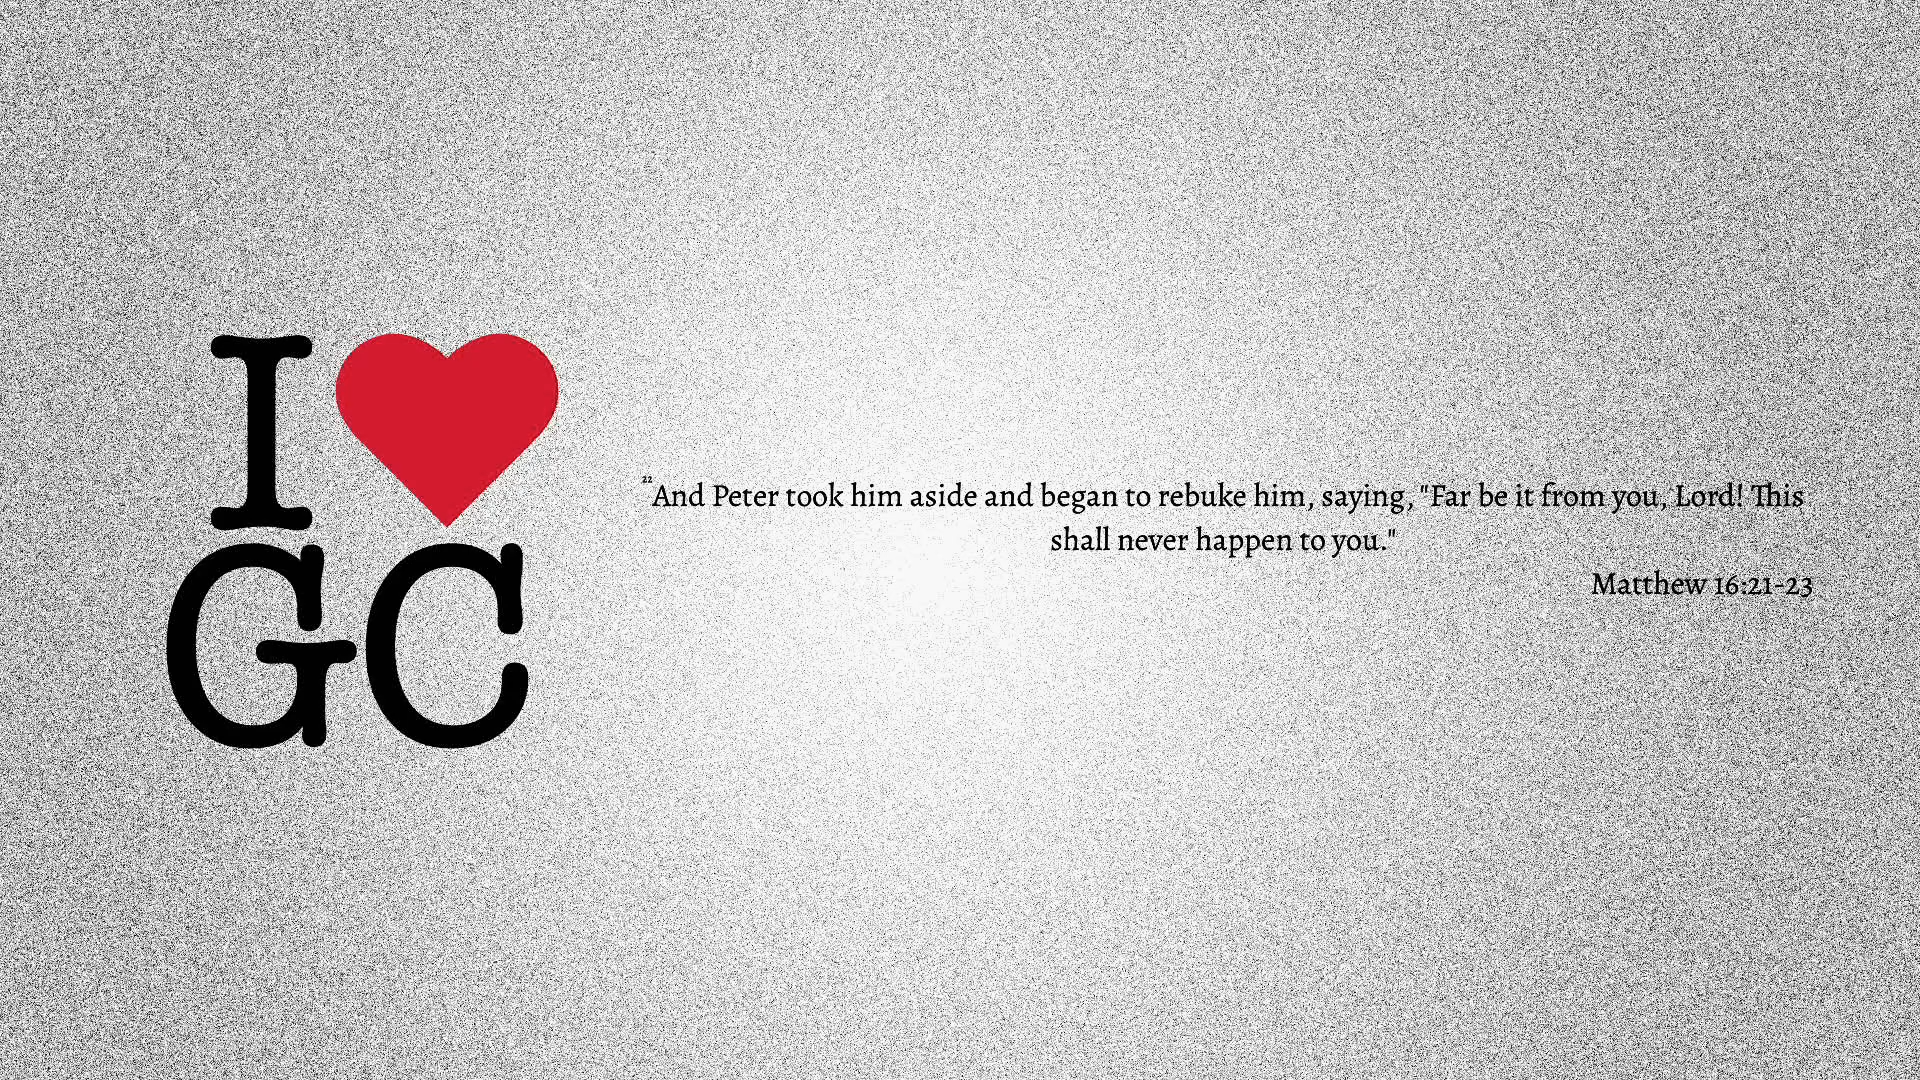 I
GC
²²And Peter took him aside and began to rebuke him, saying, "Far be it from you, Lord! This
shall never happen to you."
Matthew 16:21-23